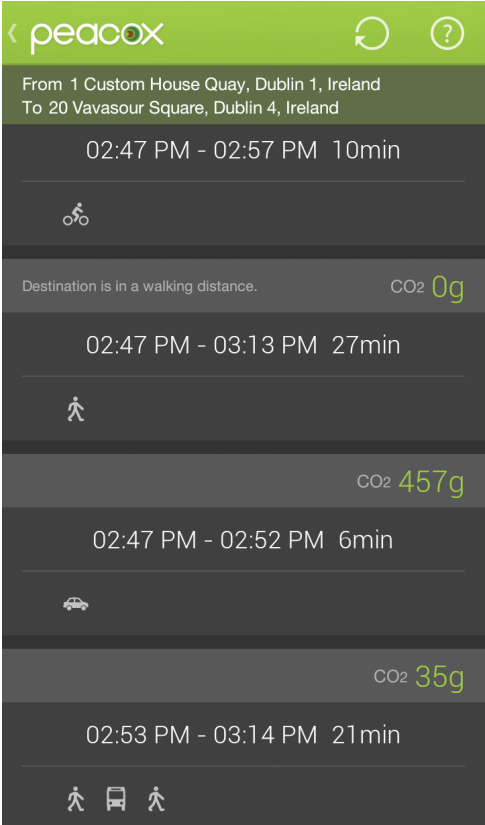 peacox
?
From 1 Custom House Quay, Dublin 1, Ireland
To 20 Vavasour Square, Dublin 4, Ireland
02:47 PM - 02:57 PM 10min
Destination is in a walking distance. CO2 0g
02:47 PM - 03:13 PM 27min
CO2 457g
02:47 PM - 02:52 PM 6min
CO2 35g
02:53 PM - 03:14 PM 21min